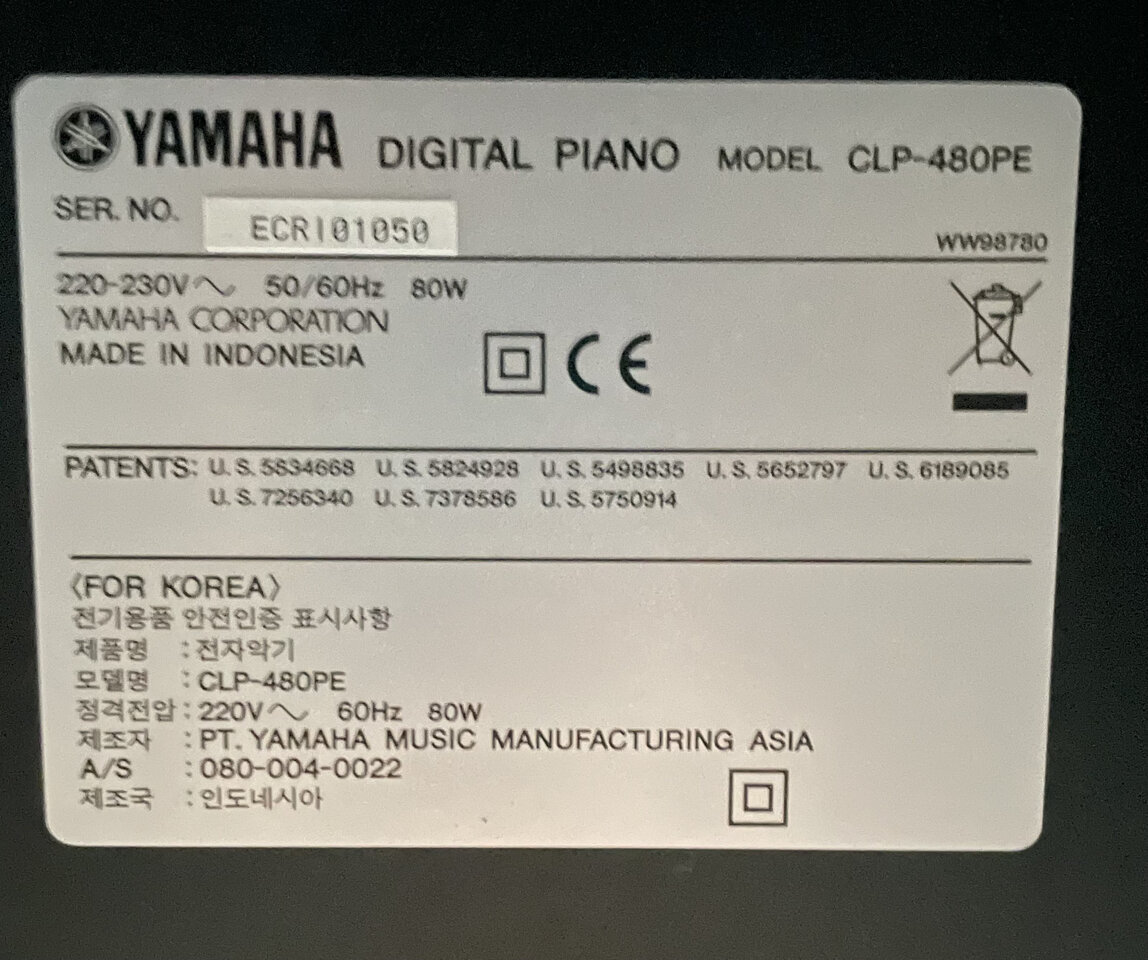 YAMAHA DIGITAL PIANO MODEL CLP-480PE
SER. NO. ECRI01050
WW98780
220-230V~ 50/60Hz 80W
YAMAHA CORPORATION
MADE IN INDONESIA
CE
PATENTS: U.S.5834668 U.S.5824928 U.S.5498835 U.S.5652797 U.S.6189085
U.S.7256340 U.S.7378586 U.S.5750914
〈FOR KOREA〉
전기용품 안전인증 표시사항
제품명 : 전자악기
모델명 : CLP-480PE
정격전압 : 220V~ 60Hz 80W
제조자 : PT. YAMAHA MUSIC MANUFACTURING ASIA
A/S : 080-004-0022
제조국 : 인도네시아